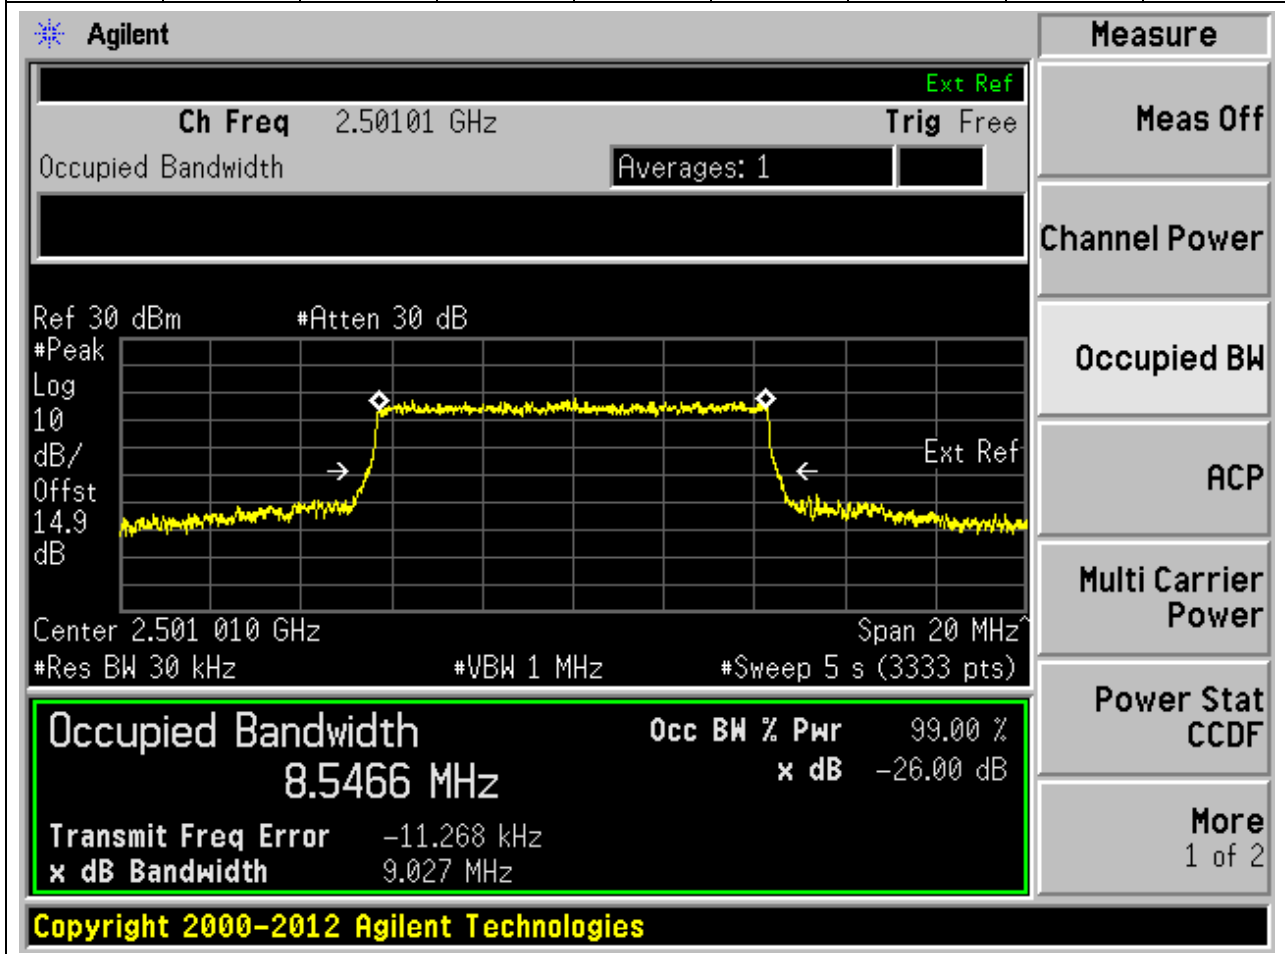 Agilent
Measure
Ext Ref
Ch Freq 2.50101 GHz Trig Free
Meas Off
Occupied Bandwidth Averages: 1
Channel Power
Ref 30 dBm #Atten 30 dB
#Peak
Log
10
dB/
Offst
14.9
dB
Ext Ref
Occupied BW
ACP
Center 2.501 010 GHz Span 20 MHz^
#Res BW 30 kHz #VBW 1 MHz #Sweep 5 s (3333 pts)
Multi Carrier
Power
Occupied Bandwidth Occ BW % Pwr 99.00 %
8.5466 MHz x dB -26.00 dB
Power Stat
CCDF
Transmit Freq Error -11.268 kHz
x dB Bandwidth 9.027 MHz
More
1 of 2
Copyright 2000-2012 Agilent Technologies